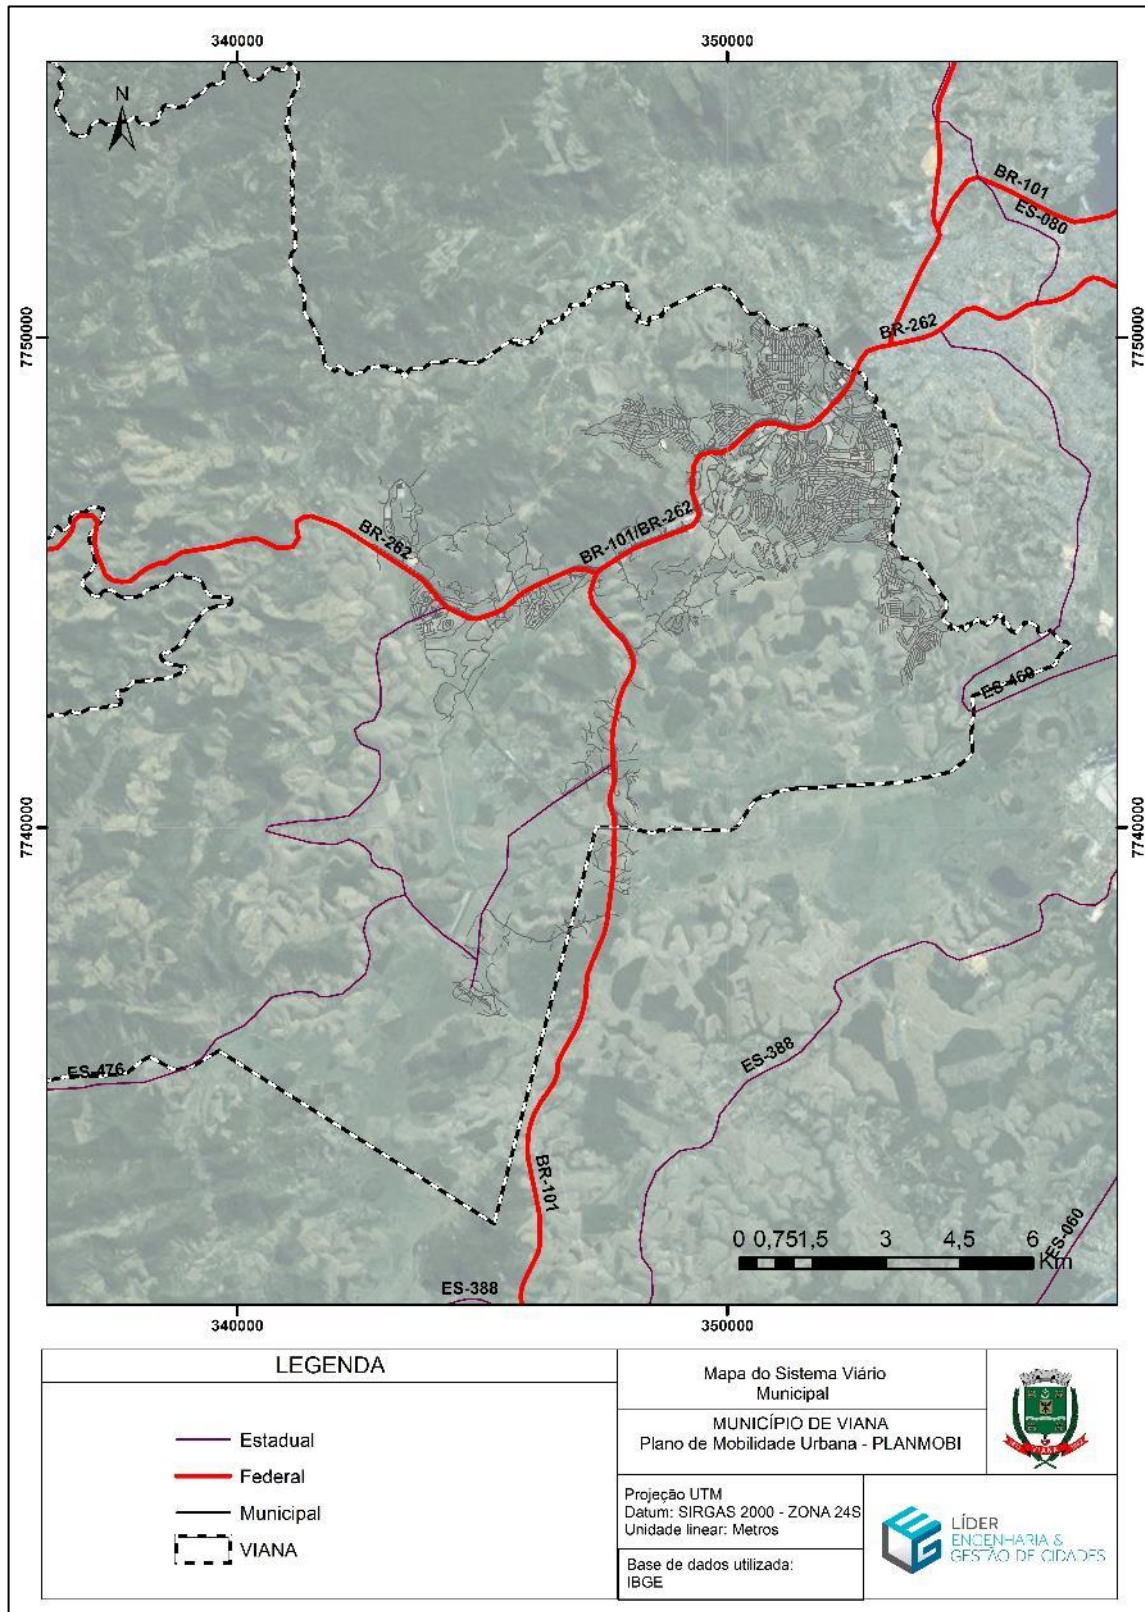 340000
350000
N
BR-101
ES-080
7750000
7750000
BR-262
BR-101/BR-262
BR-262
ES-469
7740000
7740000
ES-388
ES-476
BR-101
ES-060
0 0,75 1,5 3 4,5 6
Km
ES-388
340000
350000
LEGENDA
Estadual
Federal
Municipal
VIANA
Mapa do Sistema Viário
Municipal
MUNICÍPIO DE VIANA
Plano de Mobilidade Urbana - PLANMOBI
VIANA
Projeção UTM
Datum: SIRGAS 2000 - ZONA 24S
Unidade linear: Metros
Base de dados utilizada:
IBGE
LÍDER
ENGENHARIA &
GESTÃO DE CIDADES